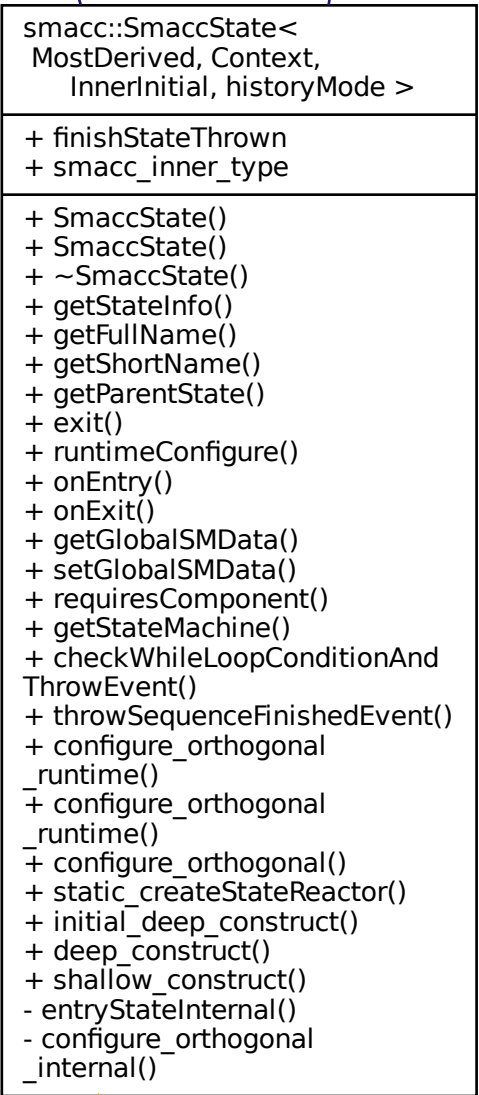 smacc::SmaccState<
MostDerived, Context,
InnerInitial, historyMode >
+ finishStateThrown
+ smacc_inner_type
+ SmaccState()
+ SmaccState()
+ ~SmaccState()
+ getStateInfo()
+ getFullName()
+ getShortName()
+ getParentState()
+ exit()
+ runtimeConfigure()
+ onEntry()
+ onExit()
+ getGlobalSMData()
+ setGlobalSMData()
+ requiresComponent()
+ getStateMachine()
+ checkWhileLoopConditionAnd
ThrowEvent()
+ throwSequenceFinishedEvent()
+ configure_orthogonal
_runtime()
+ configure_orthogonal
_runtime()
+ configure_orthogonal()
+ static_createStateReactor()
+ initial_deep_construct()
+ deep_construct()
+ shallow_construct()
- entryStateInternal()
- configure_orthogonal
_internal()